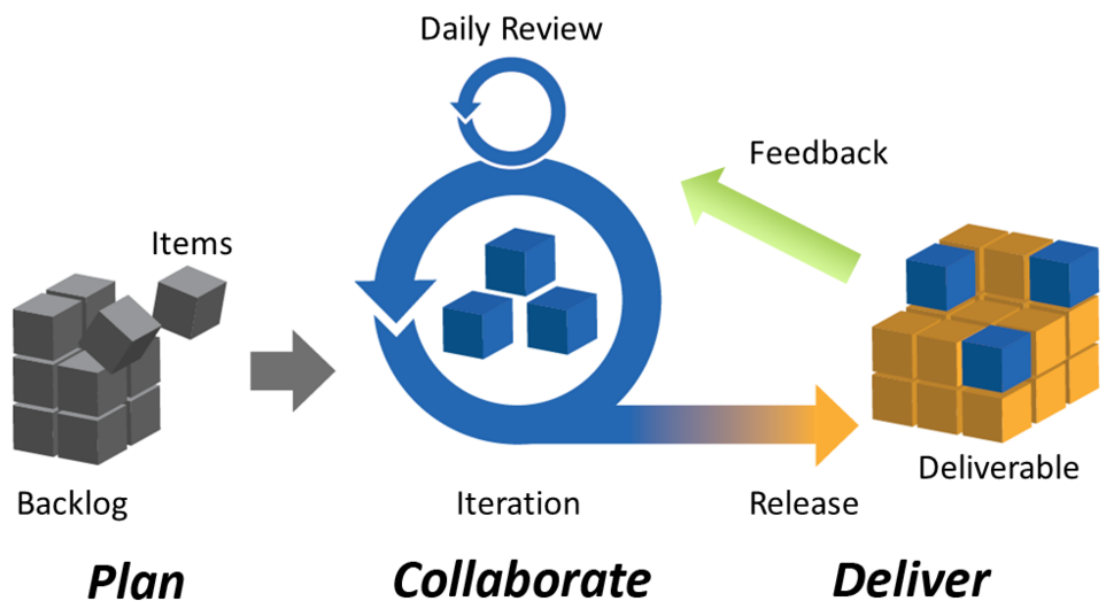 Daily Review
Feedback
Items
Deliverable
Backlog
Iteration
Release
Plan
Collaborate
Deliver